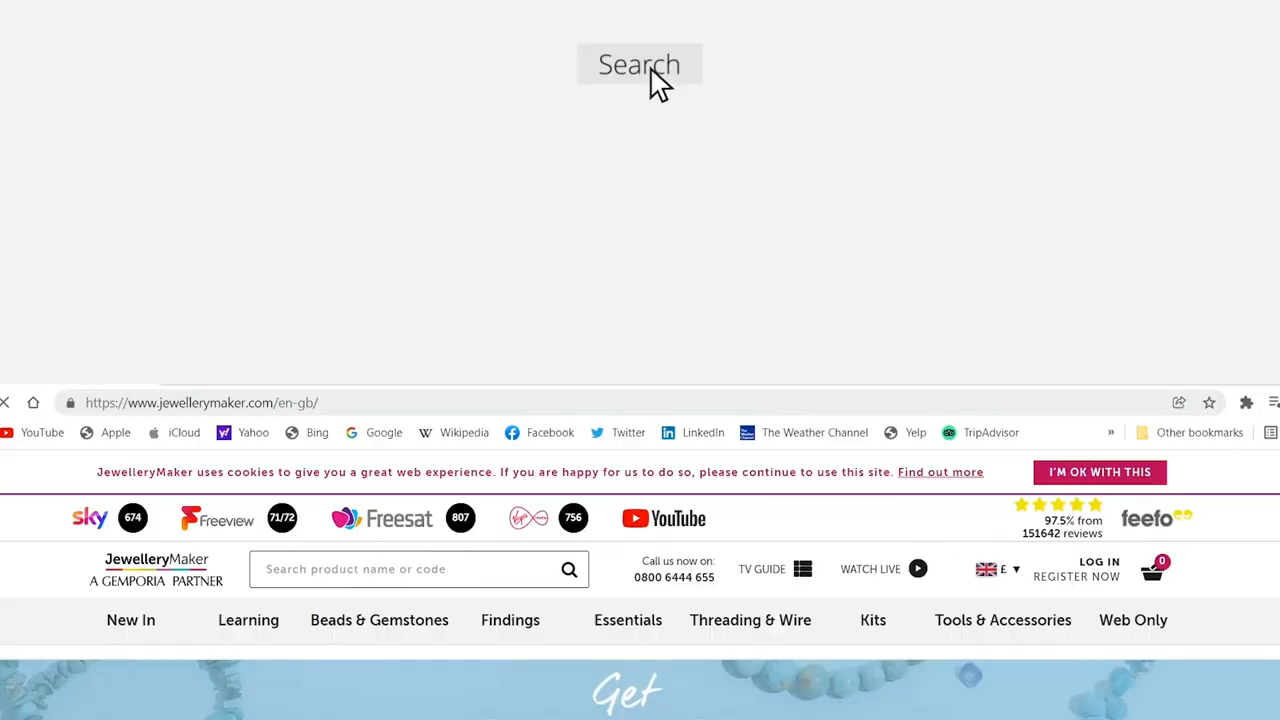 Search
https://www.jewellerymaker.com/en-gb/
YouTube Apple iCloud Yahoo Bing Google Wikipedia Facebook Twitter LinkedIn The Weather Channel Yelp TripAdvisor » Other bookmarks
JewelleryMaker uses cookies to give you a great web experience. If you are happy for us to do so, please continue to use this site. Find out more I'M OK WITH THIS
sky 674 Freeview 71/72 Freesat 807 Virgin media 756 YouTube 97.5% from feefo
151642 reviews
JewelleryMaker Search product name or code Call us now on: TV GUIDE WATCH LIVE £ LOG IN 0
A GEMPORIA PARTNER 0800 6444 655 REGISTER NOW
New In Learning Beads & Gemstones Findings Essentials Threading & Wire Kits Tools & Accessories Web Only
Get